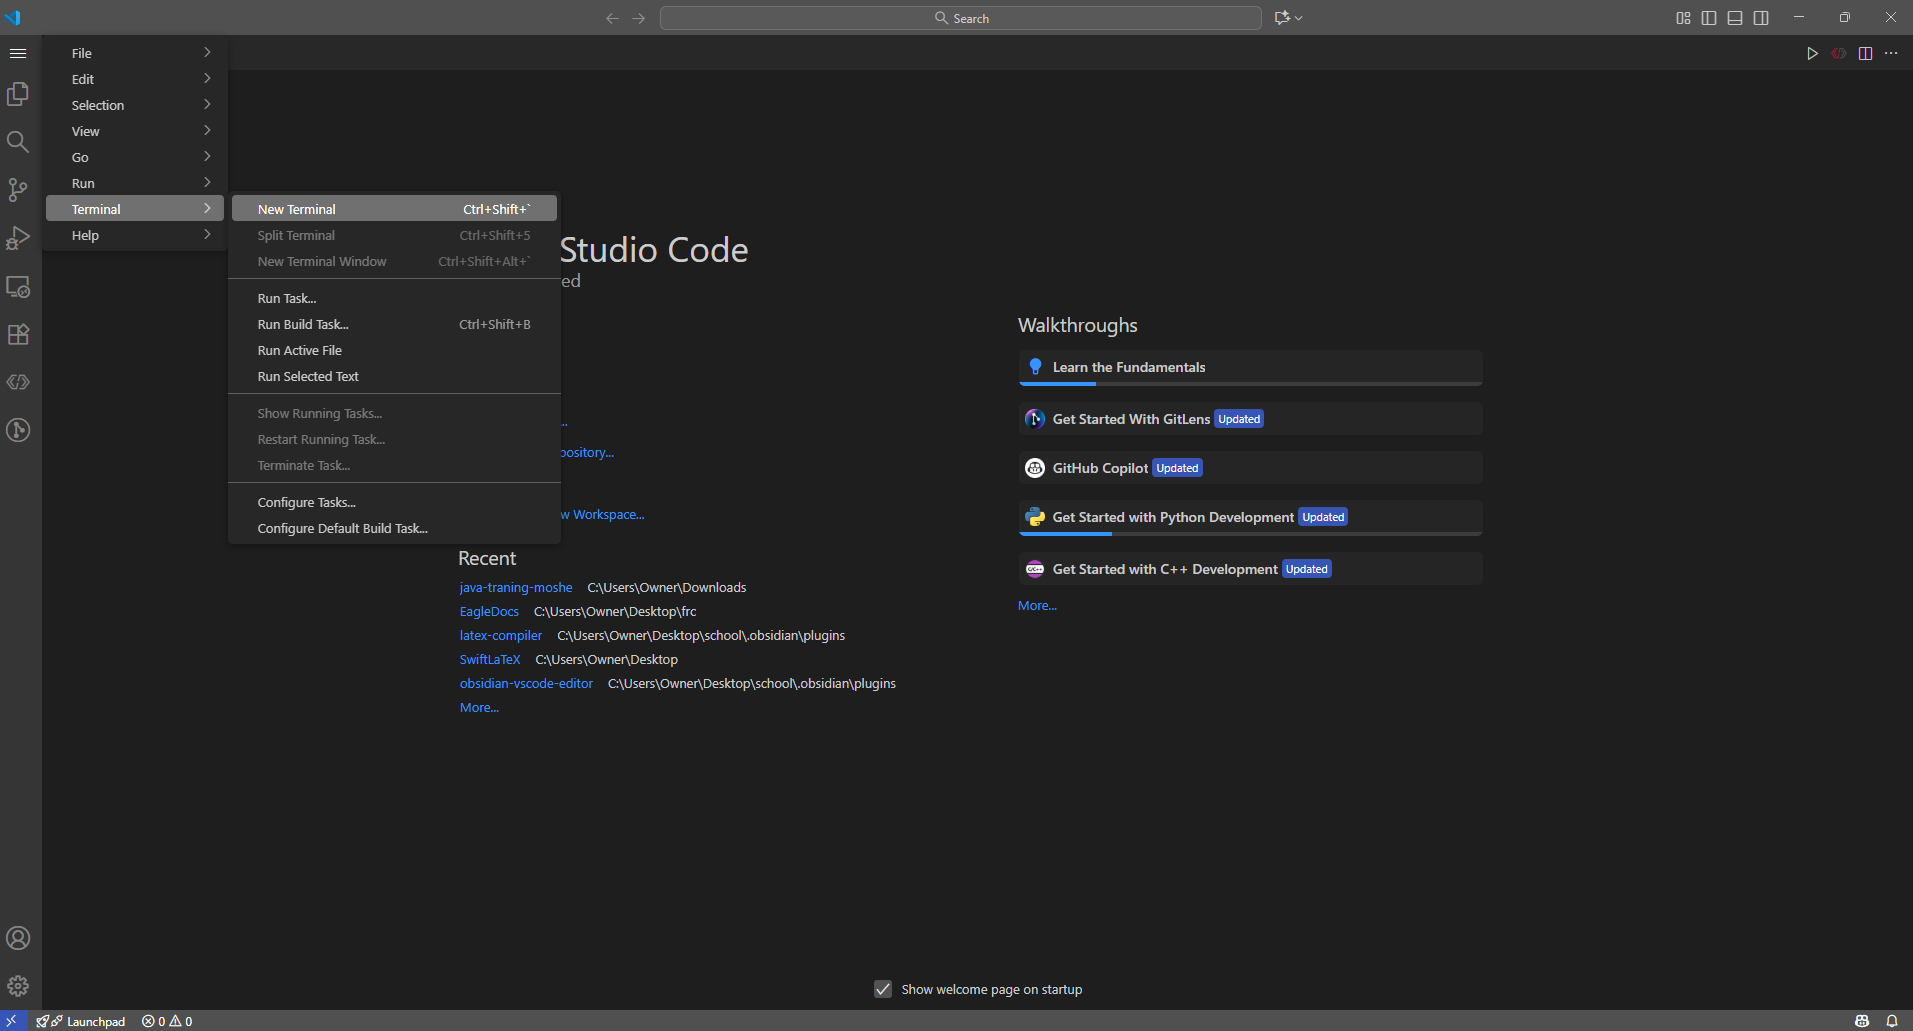 Search
File
Edit
Selection
View
Go
Run
Terminal
Help
New Terminal Ctrl+Shift+`
Split Terminal Ctrl+Shift+5
New Terminal Window Ctrl+Shift+Alt+`
Run Task...
Run Build Task... Ctrl+Shift+B
Run Active File
Run Selected Text
Show Running Tasks...
Restart Running Task...
Terminate Task...
Configure Tasks...
Configure Default Build Task...
Studio Code
ed
...
pository...
w Workspace...
Recent
java-traning-moshe C:\Users\Owner\Downloads
EagleDocs C:\Users\Owner\Desktop\frc
latex-compiler C:\Users\Owner\Desktop\school\.obsidian\plugins
SwiftLaTeX C:\Users\Owner\Desktop
obsidian-vscode-editor C:\Users\Owner\Desktop\school\.obsidian\plugins
More...
Walkthroughs
Learn the Fundamentals
Get Started With GitLens Updated
GitHub Copilot Updated
Get Started with Python Development Updated
C/C++ Get Started with C++ Development Updated
More...
Show welcome page on startup
Launchpad 0 0